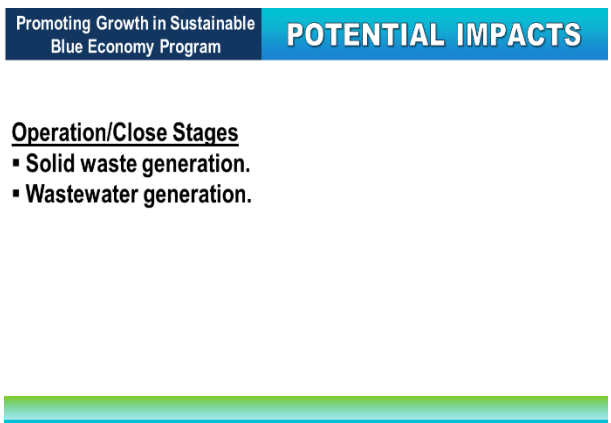 Promoting Growth in Sustainable
Blue Economy Program
POTENTIAL IMPACTS
Operation/Close Stages
▪ Solid waste generation.
▪ Wastewater generation.